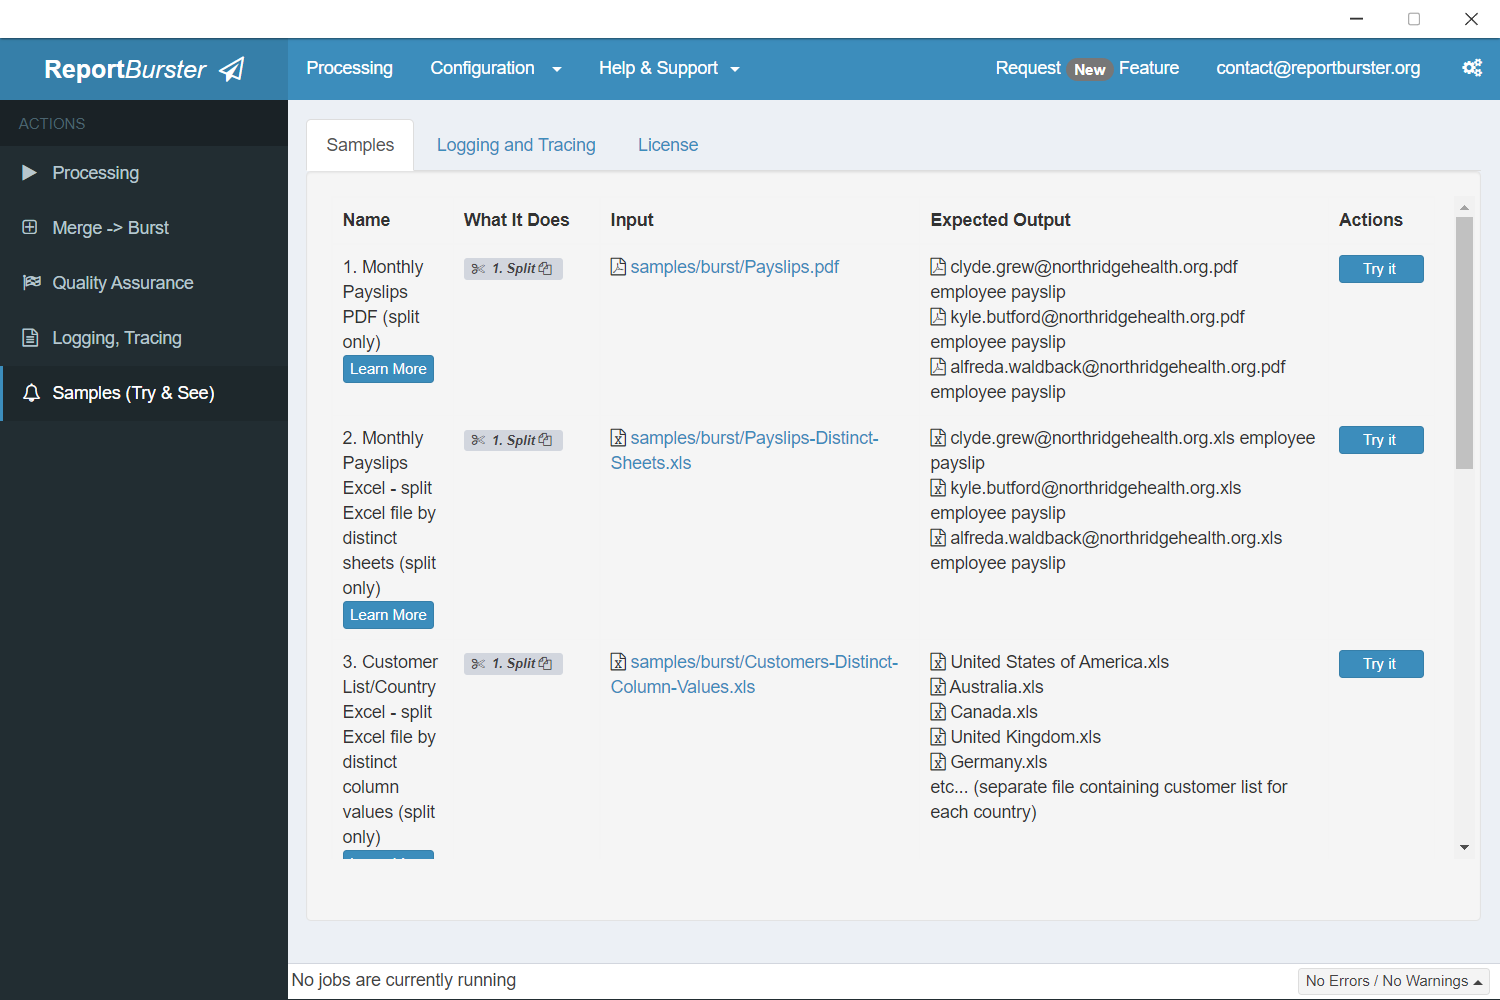 ReportBurster
Processing
Configuration
Help & Support
Request New Feature
contact@reportburster.org
ACTIONS
Processing
Merge -> Burst
Quality Assurance
Logging, Tracing
Samples (Try & See)
Samples
Logging and Tracing
License
Name
What It Does
Input
Expected Output
Actions
1. Monthly
Payslips
PDF (split
only)
Learn More
1. Split
samples/burst/Payslips.pdf
clyde.grew@northridgehealth.org.pdf
employee payslip
kyle.butford@northridgehealth.org.pdf
employee payslip
alfreda.waldback@northridgehealth.org.pdf
employee payslip
Try it
2. Monthly
Payslips
Excel - split
Excel file by
distinct
sheets (split
only)
Learn More
1. Split
samples/burst/Payslips-Distinct-
Sheets.xls
clyde.grew@northridgehealth.org.xls employee
payslip
kyle.butford@northridgehealth.org.xls
employee payslip
alfreda.waldback@northridgehealth.org.xls
employee payslip
Try it
3. Customer
List/Country
Excel - split
Excel file by
distinct
column
values (split
only)
1. Split
samples/burst/Customers-Distinct-
Column-Values.xls
United States of America.xls
Australia.xls
Canada.xls
United Kingdom.xls
Germany.xls
etc... (separate file containing customer list for
each country)
Try it
No jobs are currently running
No Errors / No Warnings